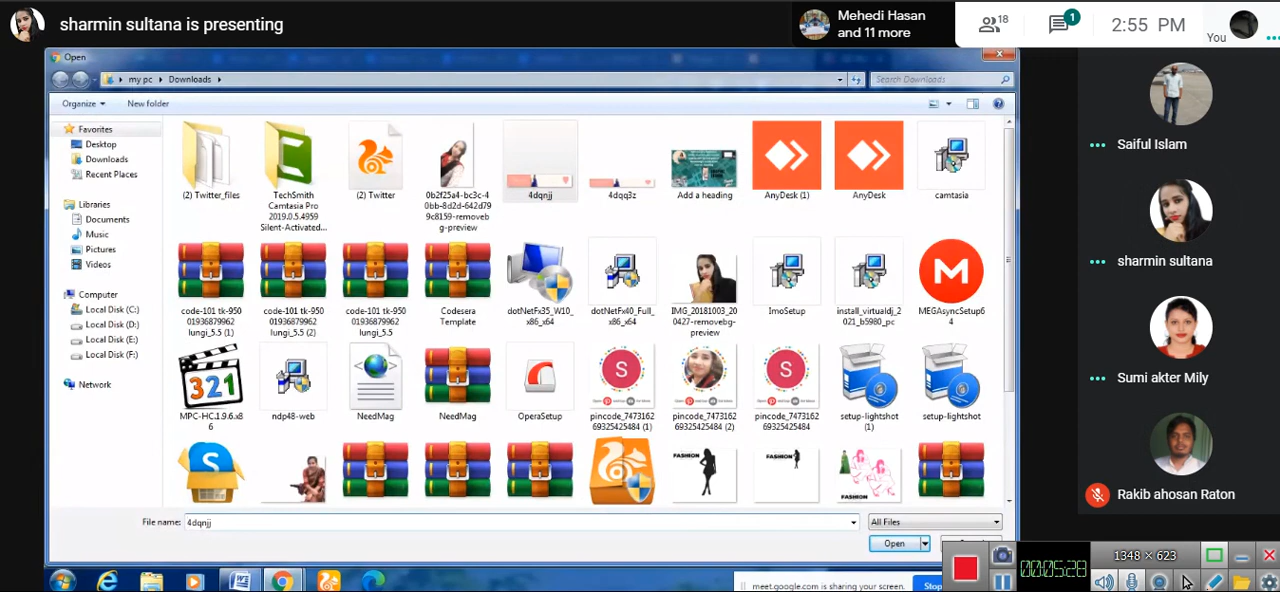 sharmin sultana is presenting
Mehedi Hasan
and 11 more
18
1
2:55 PM
You
Open
my pc
Downloads
Search Downloads
Organize
New folder
Favorites
Desktop
Downloads
Recent Places
Libraries
Documents
Music
Pictures
Videos
Computer
Local Disk (C:)
Local Disk (D:)
Local Disk (E:)
Local Disk (F:)
Network
(2) Twitter_files
TechSmith
Camtasia Pro
2019.0.5.4959
Silent-Activated...
(2) Twitter
0b2f25a4-bc3c-4
0bb-8d2d-642d79
9c8159-removeb
g-preview
4dqnjj
4dqq3z
Add a heading
AnyDesk (1)
AnyDesk
camtasia
code-101 tk-950
01936879962
lungi_5.5 (1)
code-101 tk-950
01936879962
lungi_5.5 (2)
code-101 tk-950
01936879962
lungi_5.5
Codesera
Template
dotNetFx35_W10_
x86_x64
dotNetFx40_Full_
x86_x64
IMG_20181003_20
0427-removebg-
preview
ImoSetup
install_virtualdj_2
021_b5980_pc
M
MEGAsyncSetup6
4
321
MPC-HC.1.9.6.x8
6
ndp48-web
NeedMag
NeedMag
OperaSetup
S
pincode_7473162
69325425484 (1)
pincode_7473162
69325425484 (2)
S
pincode_7473162
69325425484
setup-lightshot
(1)
setup-lightshot
S
FASHION
FASHION
FASHION
File name:
4dqnjj
All Files
Open
Saiful Islam
sharmin sultana
Sumi akter Mily
Rakib ahosan Raton
meet.google.com is sharing your screen.
Stop
00:05:28
1348 × 623